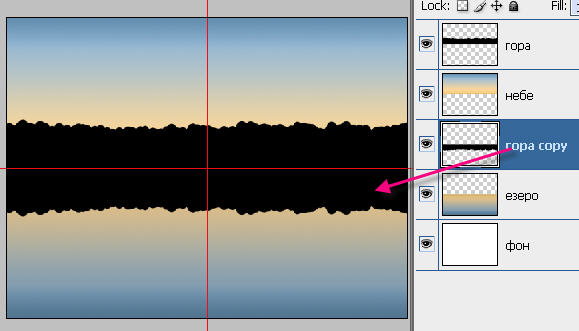 Lock: Fill:
гора
небе
гора copy
езеро
фон